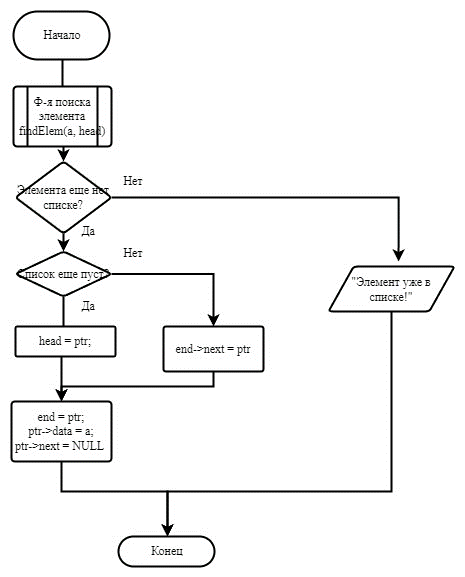 Начало
Ф-я поиска
элемента
findElem(a, head)
Элемента еще нет
списке?
Нет
Да
Список еще пуст?
Нет
Да
"Элемент уже в
списке!"
head = ptr;
end->next = ptr
end = ptr;
ptr->data = a;
ptr->next = NULL
Конец